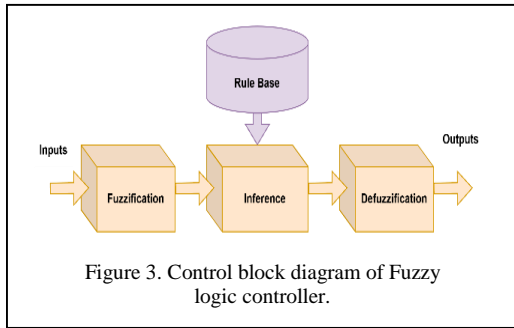 Rule Base
Inputs
Outputs
Fuzzification
Inference
Defuzzification
Figure 3. Control block diagram of Fuzzy
logic controller.